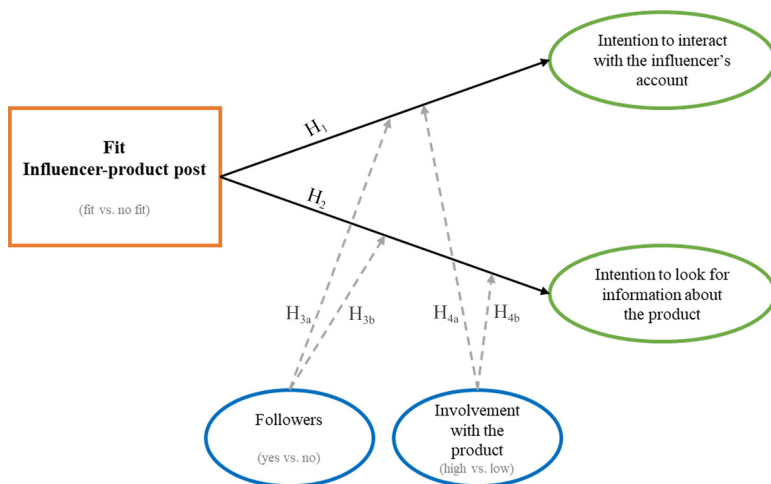 Intention to interact
with the influencer's
account
Fit
Influencer-product post
(fit vs. no fit)
H1
H2
Intention to look for
information about
the product
H3a
H3b
H4a
H4b
Followers
(yes vs. no)
Involvement
with the
product
(high vs. low)